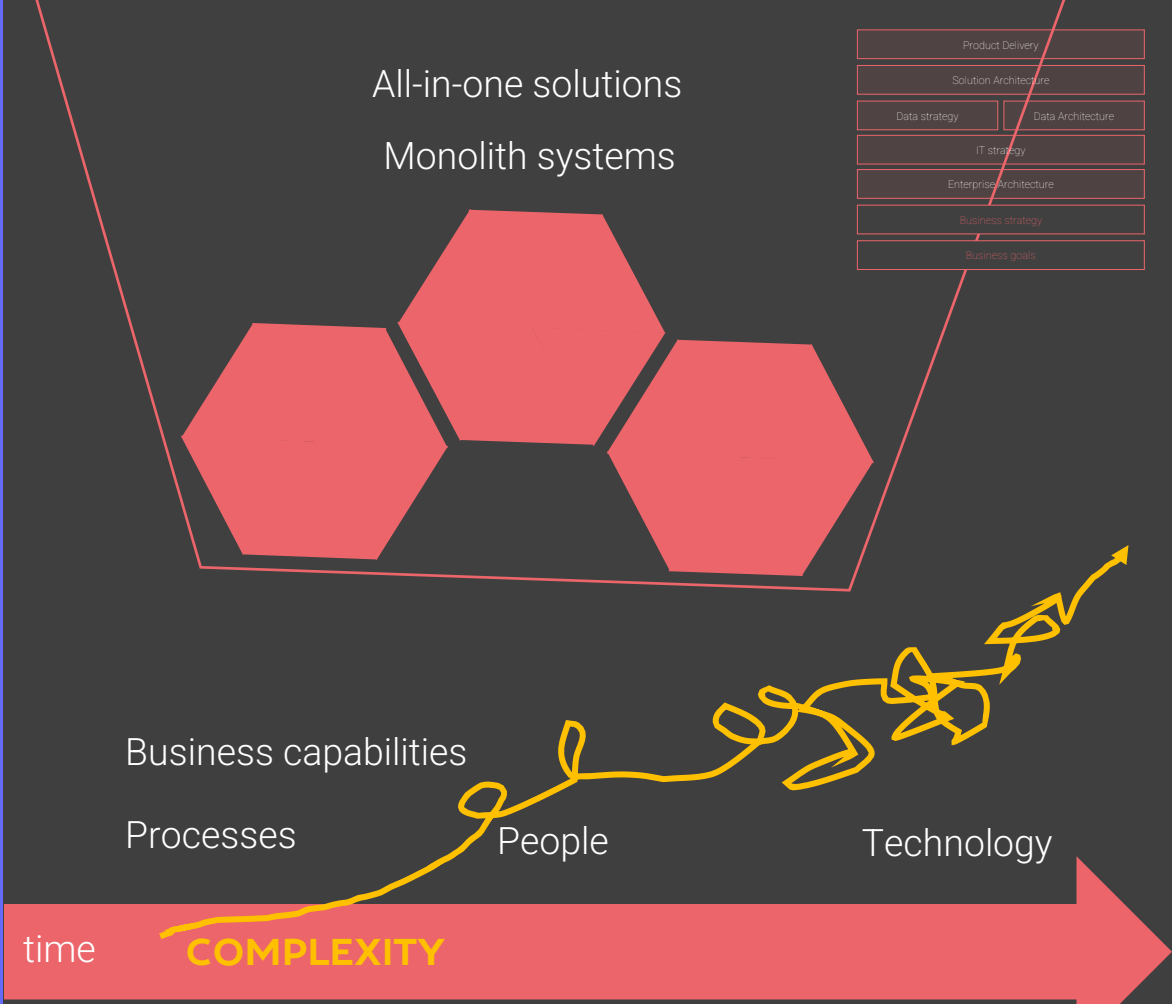 All-in-one solutions
Monolith systems
Product Delivery
Solution Architecture
Data strategy
Data Architecture
IT strategy
Enterprise Architecture
Business strategy
Business goals
Business capabilities
Processes
People
Technology
time
COMPLEXITY